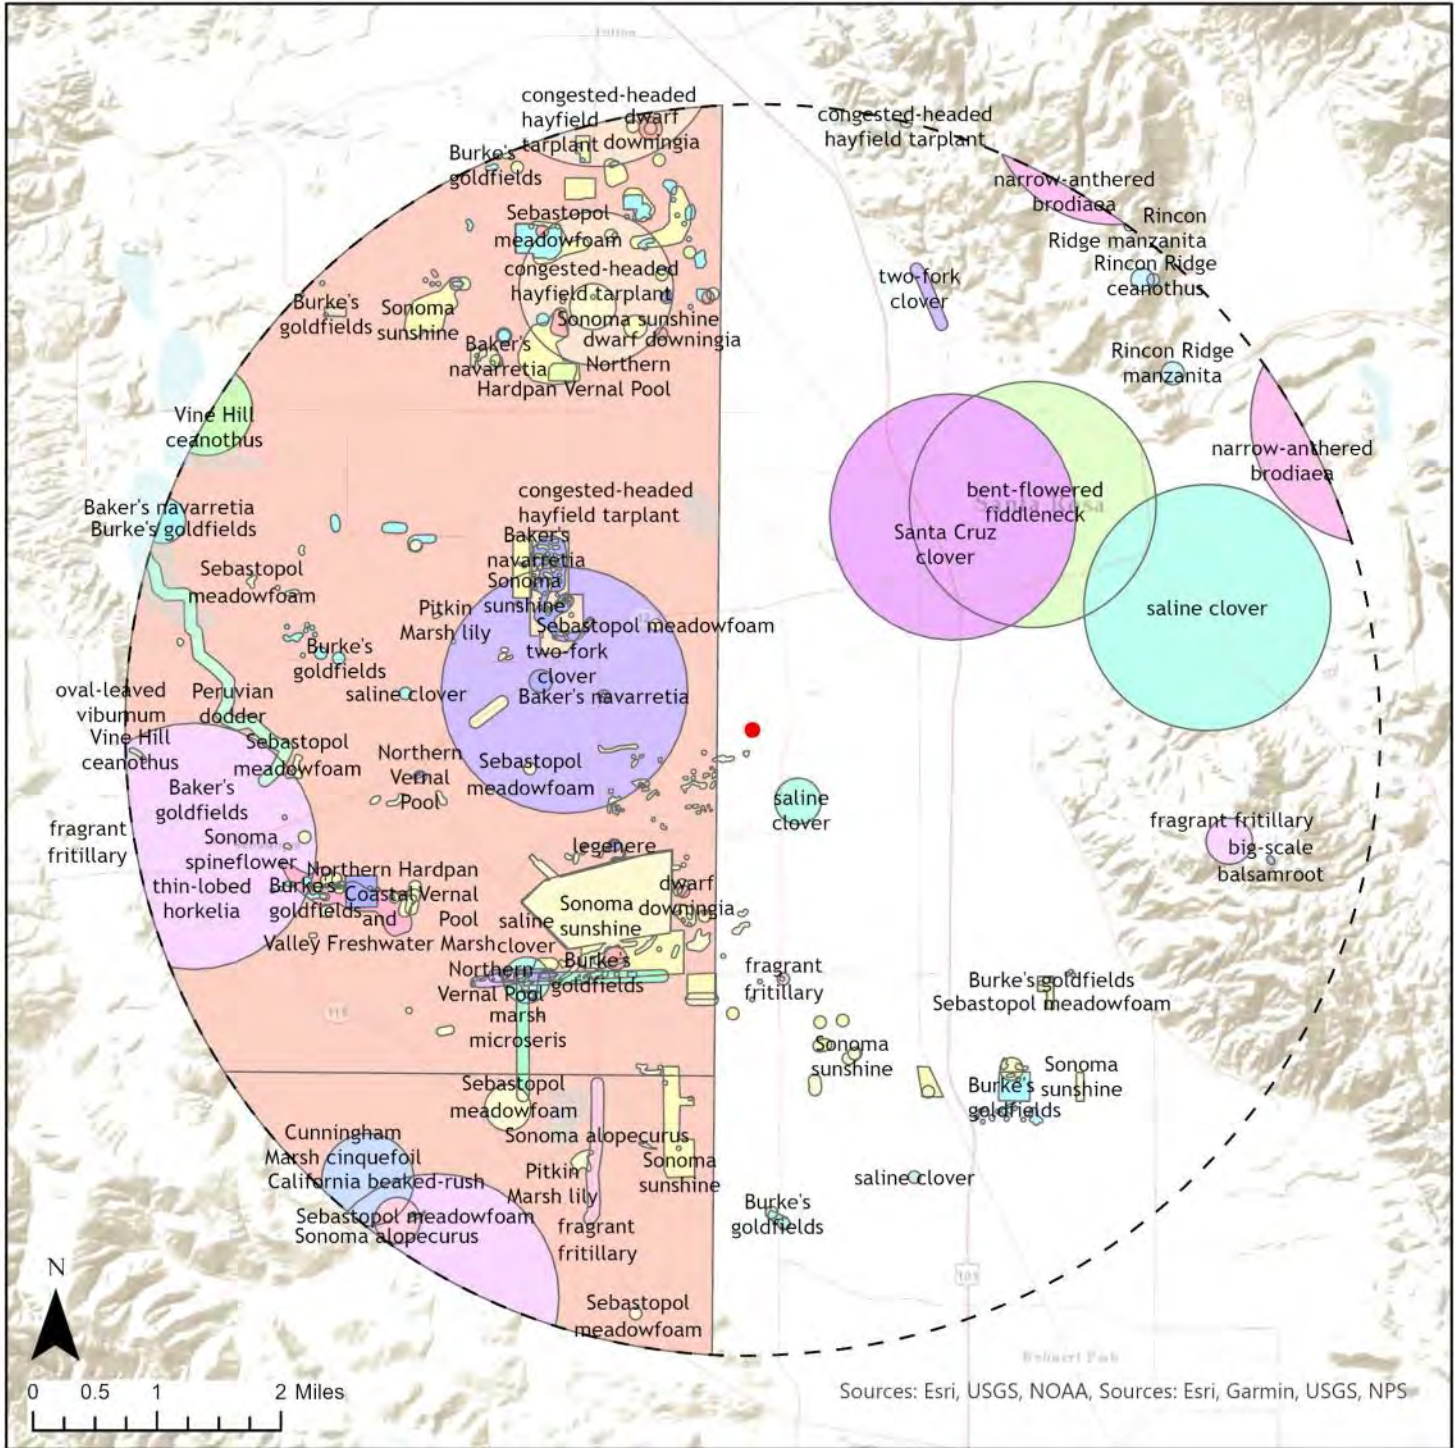 Fulton
congested-headed
hayfield dwarf
tarplant downingia
congested-headed
hayfield tarplant
Burke's
goldfields
narrow-anthered
brodiaea
Rincon
Ridge manzanita
Sebastopol
meadowfoam
Rincon Ridge
ceanothus
congested-headed
hayfield tarplant
two-fork
clover
Burke's
goldfields
Sonoma
sunshine
Sonoma sunshine
dwarf downingia
Baker's
navarretia
Northern
Hardpan Vernal Pool
Rincon Ridge
manzanita
Vine Hill
ceanothus
narrow-anthered
brodiaea
congested-headed
hayfield tarplant
bent-flowered
fiddleneck
Santa Rosa
Santa Cruz
clover
Baker's navarretia
Burke's goldfields
Baker's
navarretia
Sonoma
sunshine
Sebastopol
meadowfoam
Pitkin
Marsh lily
saline clover
Sebastopol meadowfoam
two-fork
clover
Baker's navarretia
Burke's
goldfields
saline clover
oval-leaved
viburnum
Peruvian
dodder
Vine Hill
ceanothus
Sebastopol
meadowfoam
Northern
Vernal
Pool
Sebastopol
meadowfoam
Baker's
goldfields
saline
clover
fragrant
fritillary
Sonoma
spineflower
legenere
fragrant fritillary
big-scale
balsamroot
thin-lobed
horkelia
Northern Hardpan
Vernal
Pool
Burke's
goldfields
Coastal
and
Valley Freshwater Marsh
saline
clover
Sonoma
sunshine
dwarf
downingia
Northern
Vernal Pool
Burke's
goldfields
fragrant
fritillary
Burke's goldfields
Sebastopol meadowfoam
116
marsh
microseris
Sonoma
sunshine
Sonoma
sunshine
Burke's
goldfields
Sebastopol
meadowfoam
Cunningham
Marsh cinquefoil
California beaked-rush
Sonoma alopecurus
Pitkin
Marsh lily
Sonoma
sunshine
saline clover
Sebastopol meadowfoam
Sonoma alopecurus
fragrant
fritillary
Burke's
goldfields
N
101
Sebastopol
meadowfoam
Rohnert Park
0 0.5 1 2 Miles
Sources: Esri, USGS, NOAA, Sources: Esri, Garmin, USGS, NPS